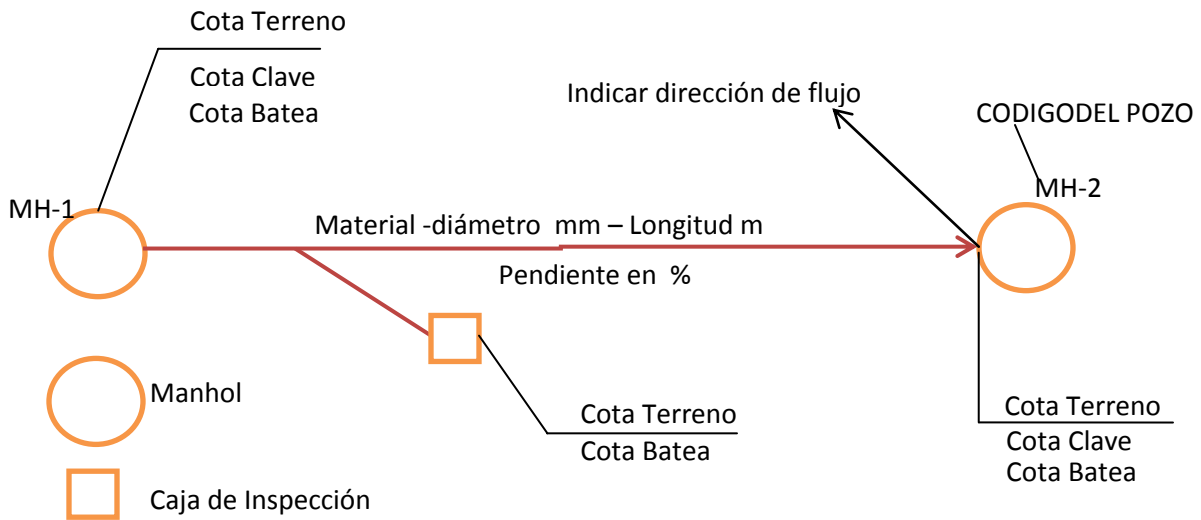 Cota Terreno
Cota Clave
Cota Batea
Indicar dirección de flujo
CODIGODEL POZO
MH-1
MH-2
Material -diámetro mm – Longitud m
Pendiente en %
Manhol
Cota Terreno
Cota Batea
Cota Terreno
Cota Clave
Cota Batea
Caja de Inspección